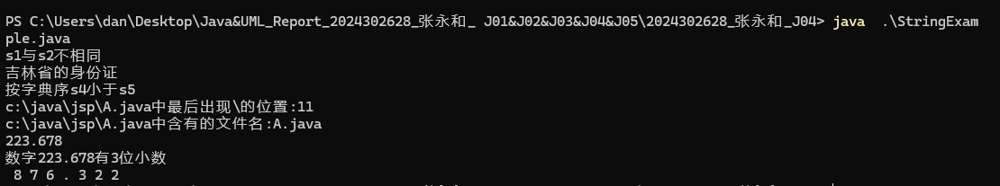 PS C:\Users\dan\Desktop\Java&UML_Report_2024302628_张永和_ J01&J02&J03&J04&J05\2024302628_张永和_J04> java  .\StringExam
ple.java
s1与s2不相同
吉林省的身份证
按字典序s4小于s5
c:\java\jsp\A.java中最后出现\的位置:11
c:\java\jsp\A.java中含有的文件名:A.java
223.678
数字223.678有3位小数
 8 7 6 . 3 2 2